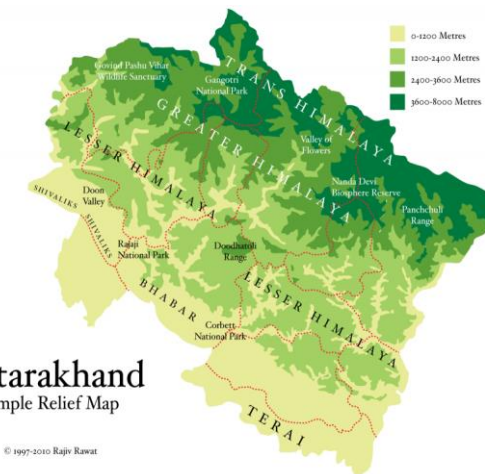 0-1200 Metres
1200-2400 Metres
2400-3600 Metres
3600-8000 Metres
Govind Pashu Vihar
Wildlife Sanctuary
Gangotri
National Park
TRANS HIMALAYA
GREATER HIMALAYA
Valley of
Flowers
LESSER HIMALAYA
Nanda Devi
Biosphere Reserve
Doon
Valley
SHIVALIKS
SHIVALIKS
Panchchuli
Range
Rajaji
National Park
Doodhatoli
Range
BHABAR
LESSER HIMALAYA
Corbett
National Park
tarakhand
mple Relief Map
TERAI
© 1997-2010 Rajiv Rawat